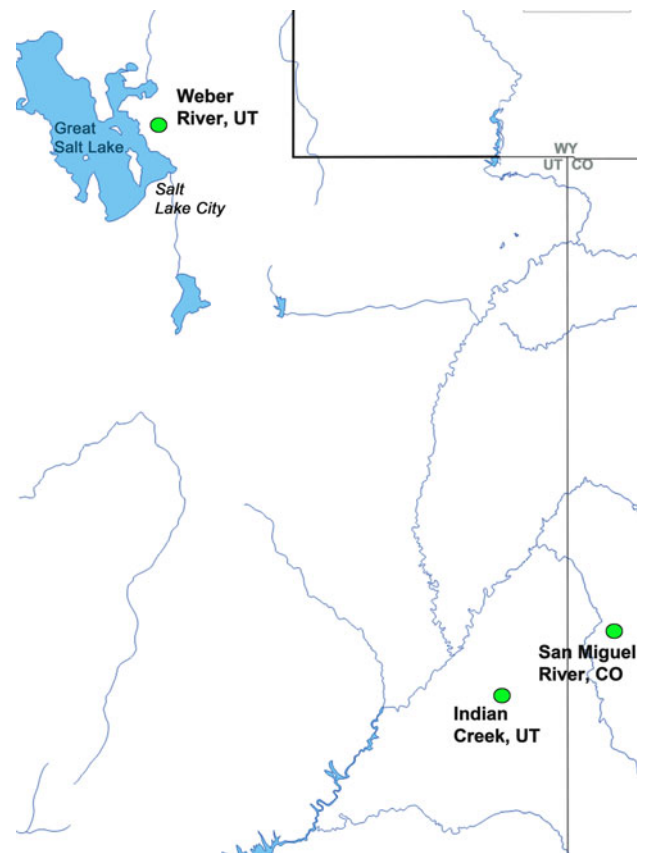 Weber
River, UT
Great
Salt Lake
Salt
Lake City
WY
UT CO
San Miguel
River, CO
Indian
Creek, UT